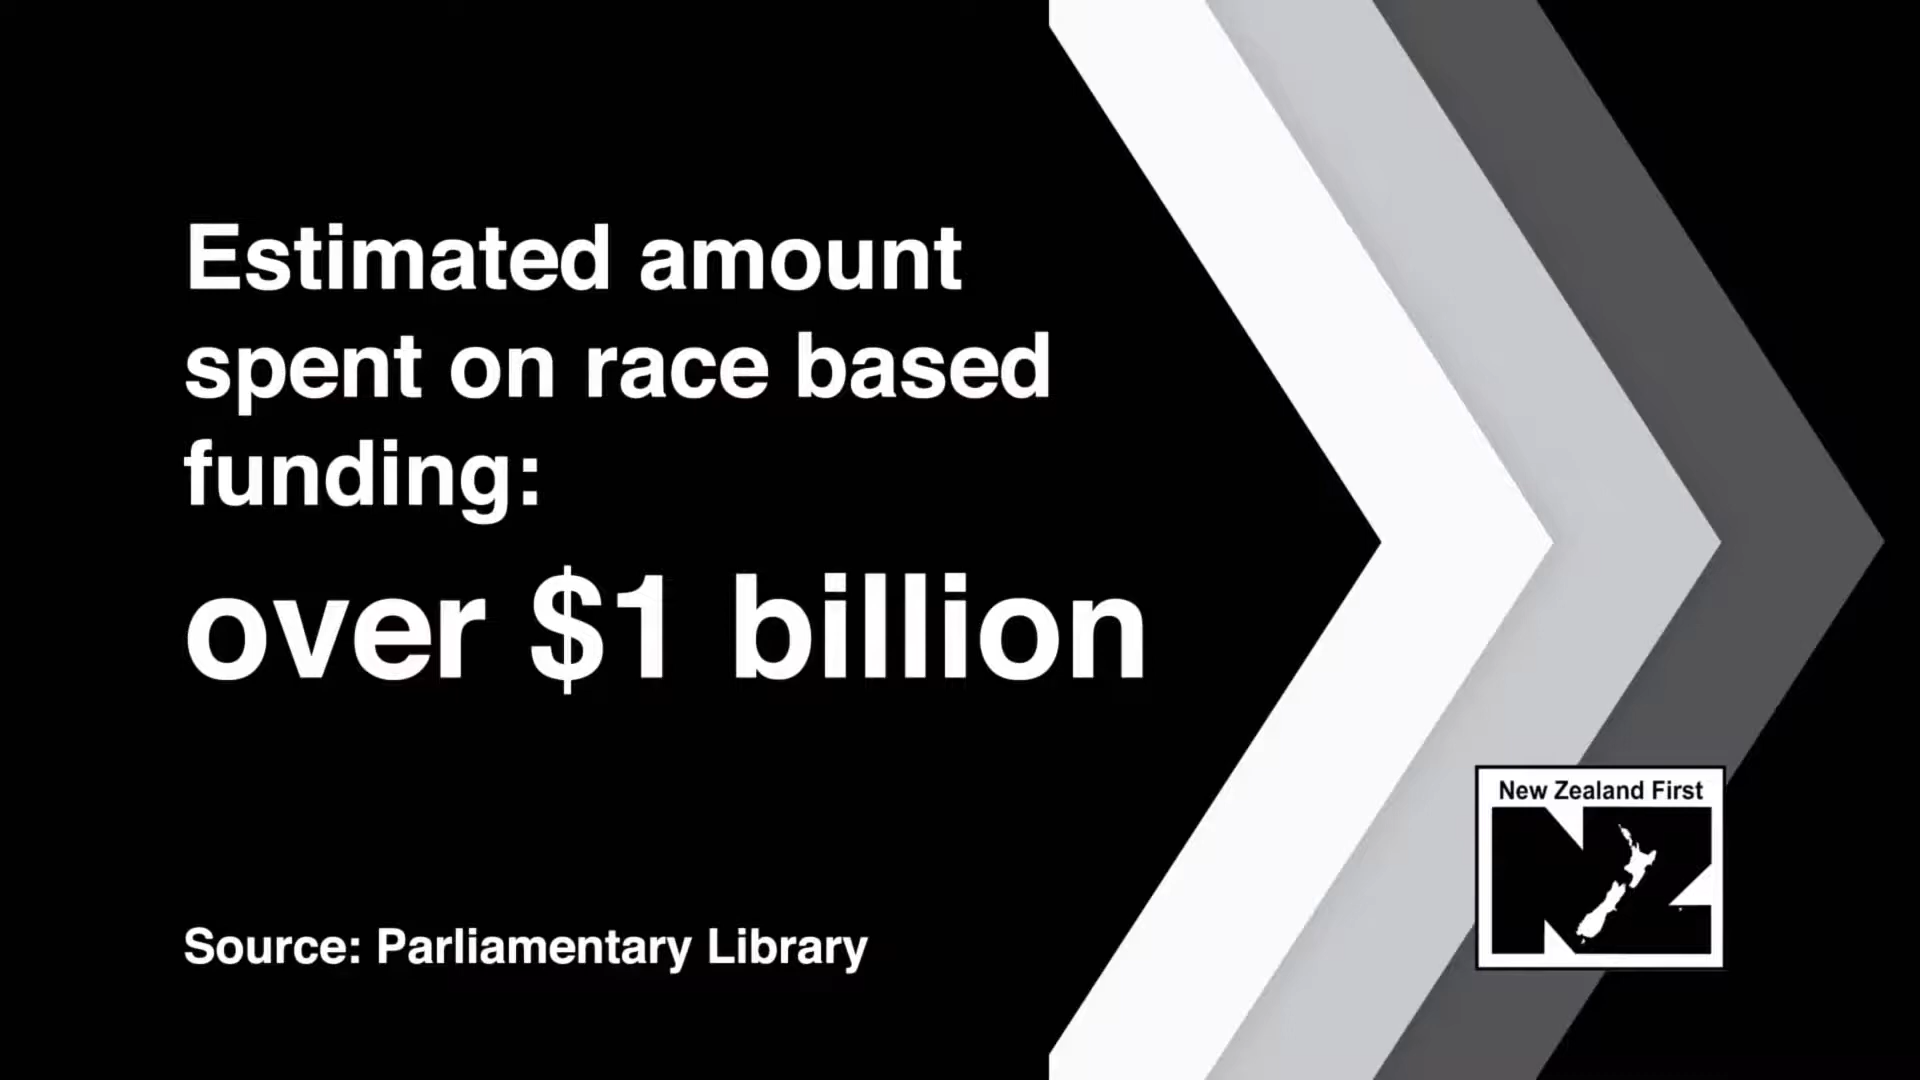 Estimated amount
spent on race based
funding:
over $1 billion
Source: Parliamentary Library
New Zealand First
NZ